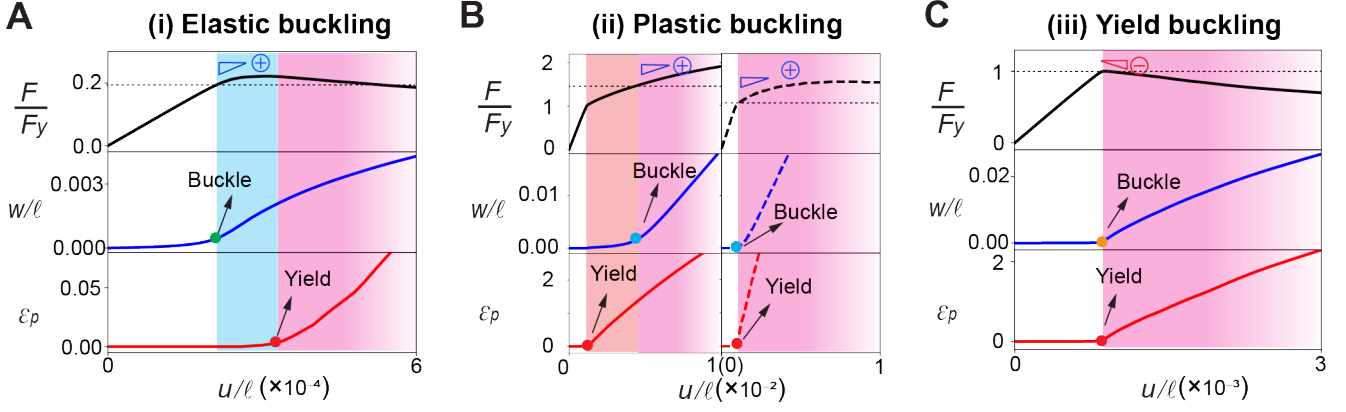 A
(i) Elastic buckling
F
Fy
0.2
0.0
⊕
w/ℓ
0.003
0.000
Buckle
εp
0.05
0.00
Yield
0
6
u/ℓ (×10⁻⁴)
B
(ii) Plastic buckling
F
Fy
2
1
0
⊕
⊕
w/ℓ
0.01
0.00
Buckle
Buckle
εp
2
0
Yield
Yield
0
1(0)
1
u/ℓ (×10⁻²)
C
(iii) Yield buckling
F
Fy
1
0
⊖
w/ℓ
0.02
0.00
Buckle
εp
2
0
Yield
0
3
u/ℓ (×10⁻³)